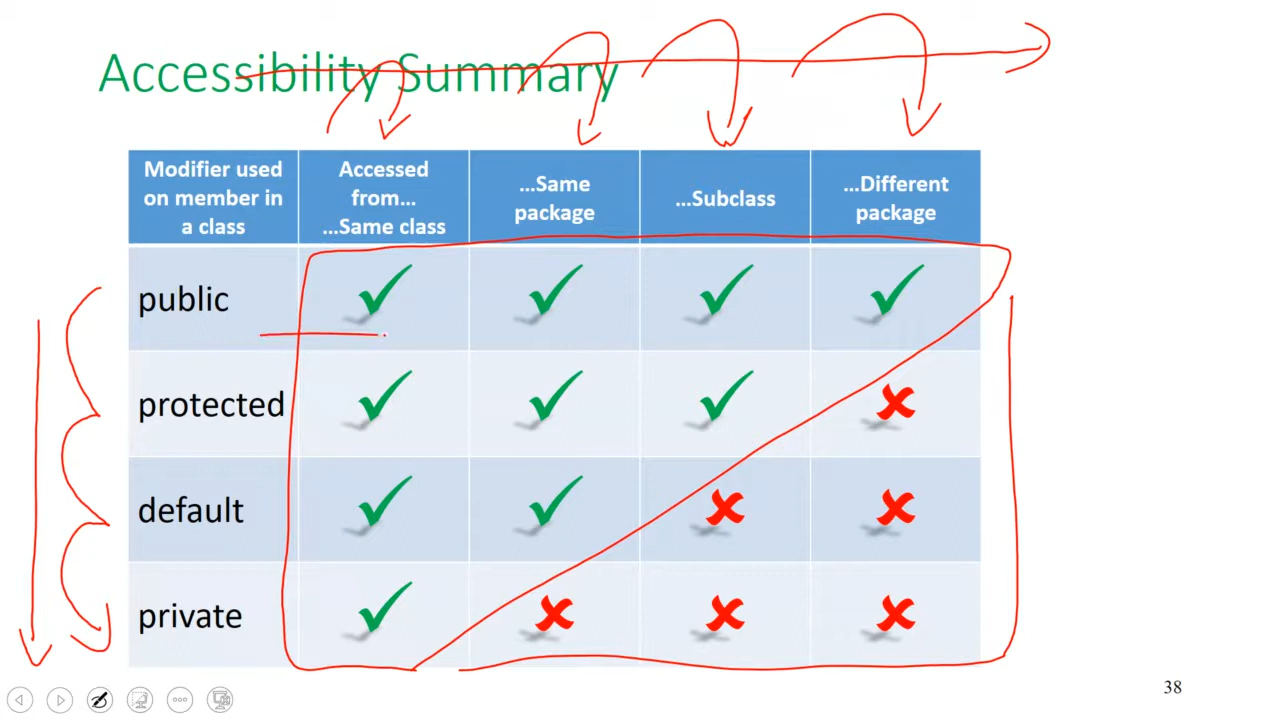 Accessibility Summary
Modifier used
on member in
a class
Accessed
from…
…Same class
…Same
package
…Subclass
…Different
package
public
protected
default
private
38